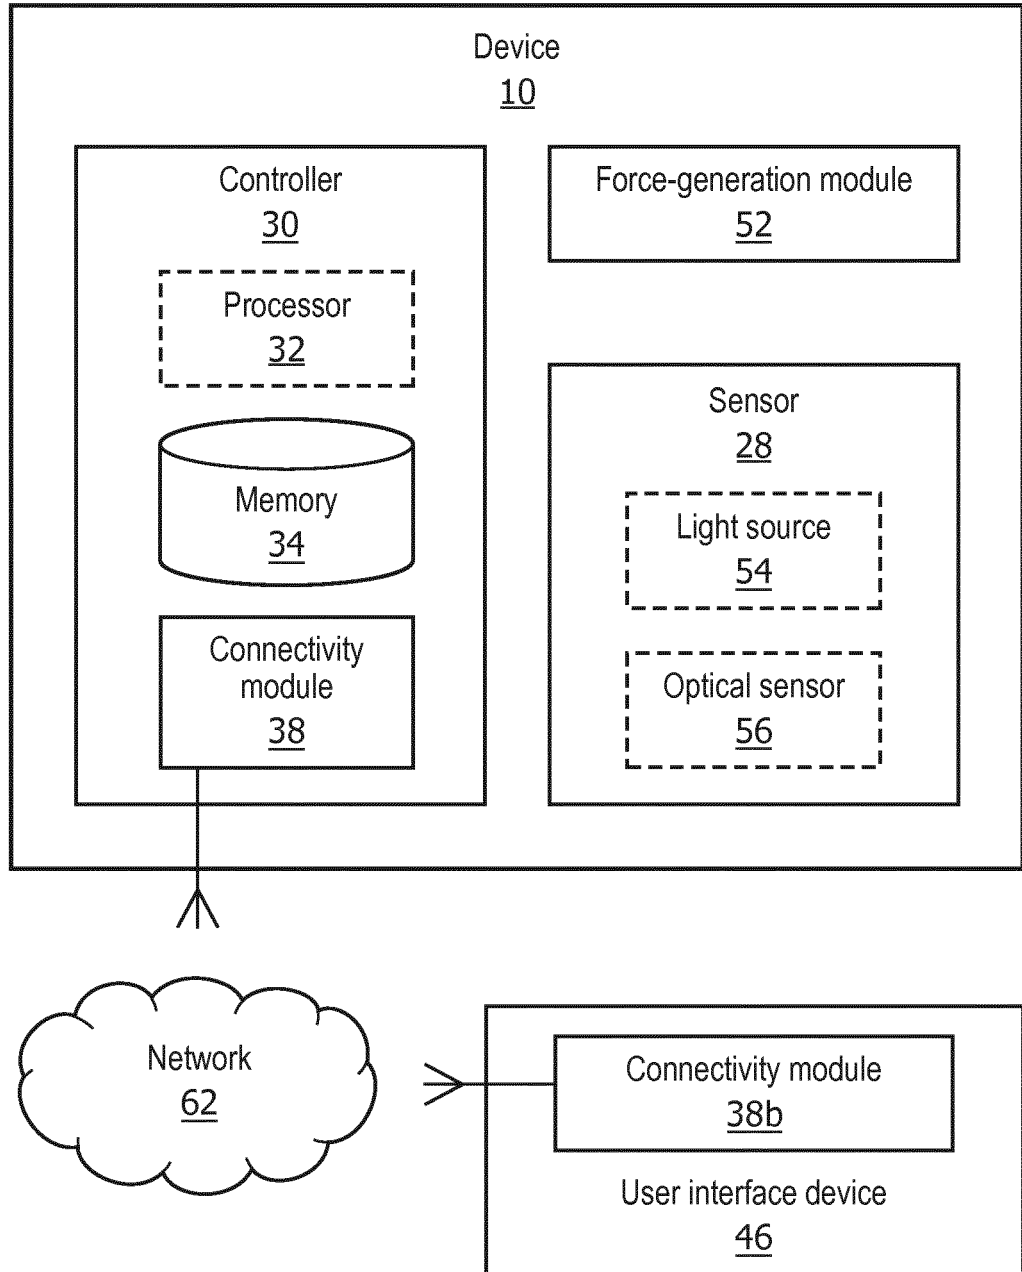 Device
10
Controller
30
Processor
32
Memory
34
Connectivity
module
38
Force-generation module
52
Sensor
28
Light source
54
Optical sensor
56
Network
62
Connectivity module
38b
User interface device
46